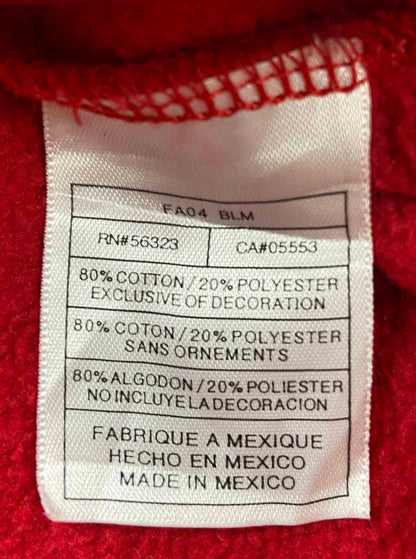 FA04 BLM
RN#56323 CA#05553
80% COTTON/20% POLYESTER
EXCLUSIVE OF DECORATION
80% COTON/20% POLYESTER
SANS ORNEMENTS
80% ALGODON/20% POLIESTER
NO INCLUYE LA DECORACION
FABRIQUE A MEXIQUE
HECHO EN MEXICO
MADE IN MEXICO